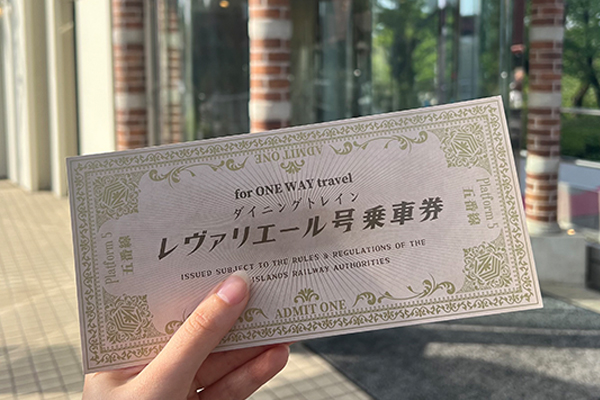 ADMIT ONE
for ONE WAY travel
ダイニングトレイン
レヴァリエール号乗車券
ISSUED SUBJECT TO THE RULES & REGULATIONS OF THE
ISLANDS RAILWAY AUTHORITIES
ADMIT ONE
Platform 5
五番線
Platform 5
五番線